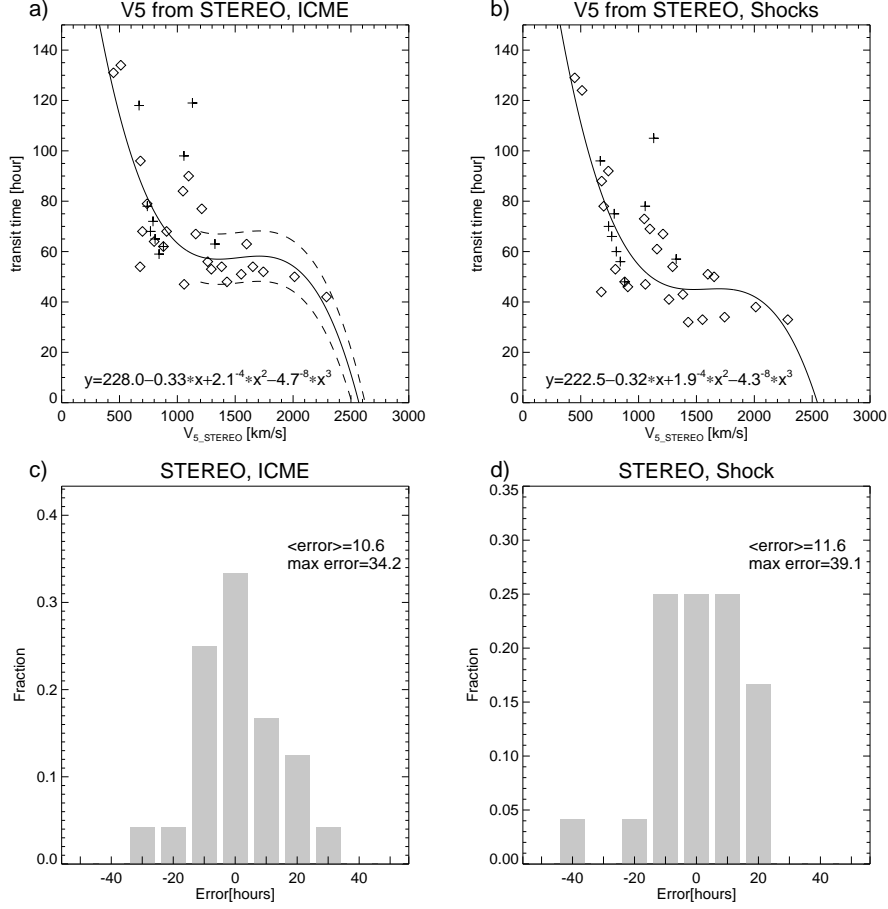 a) V5 from STEREO, ICME
140
120
100
80
60
40
20
0
transit time [hour]
y=228.0−0.33*x+2.1⁻⁴*x²−4.7⁻⁸*x³
0 500 1000 1500 2000 2500 3000
V5_STEREO [km/s]
b) V5 from STEREO, Shocks
140
120
100
80
60
40
20
0
transit time [hour]
y=222.5−0.32*x+1.9⁻⁴*x²−4.3⁻⁸*x³
0 500 1000 1500 2000 2500 3000
V5_STEREO [km/s]
c) STEREO, ICME
0.4
0.3
0.2
0.1
0.0
Fraction
<error>=10.6
max error=34.2
-40 -20 0 20 40
Error[hours]
d) STEREO, Shock
0.35
0.30
0.25
0.20
0.15
0.10
0.05
0.00
Fraction
<error>=11.6
max error=39.1
-40 -20 0 20 40
Error[hours]